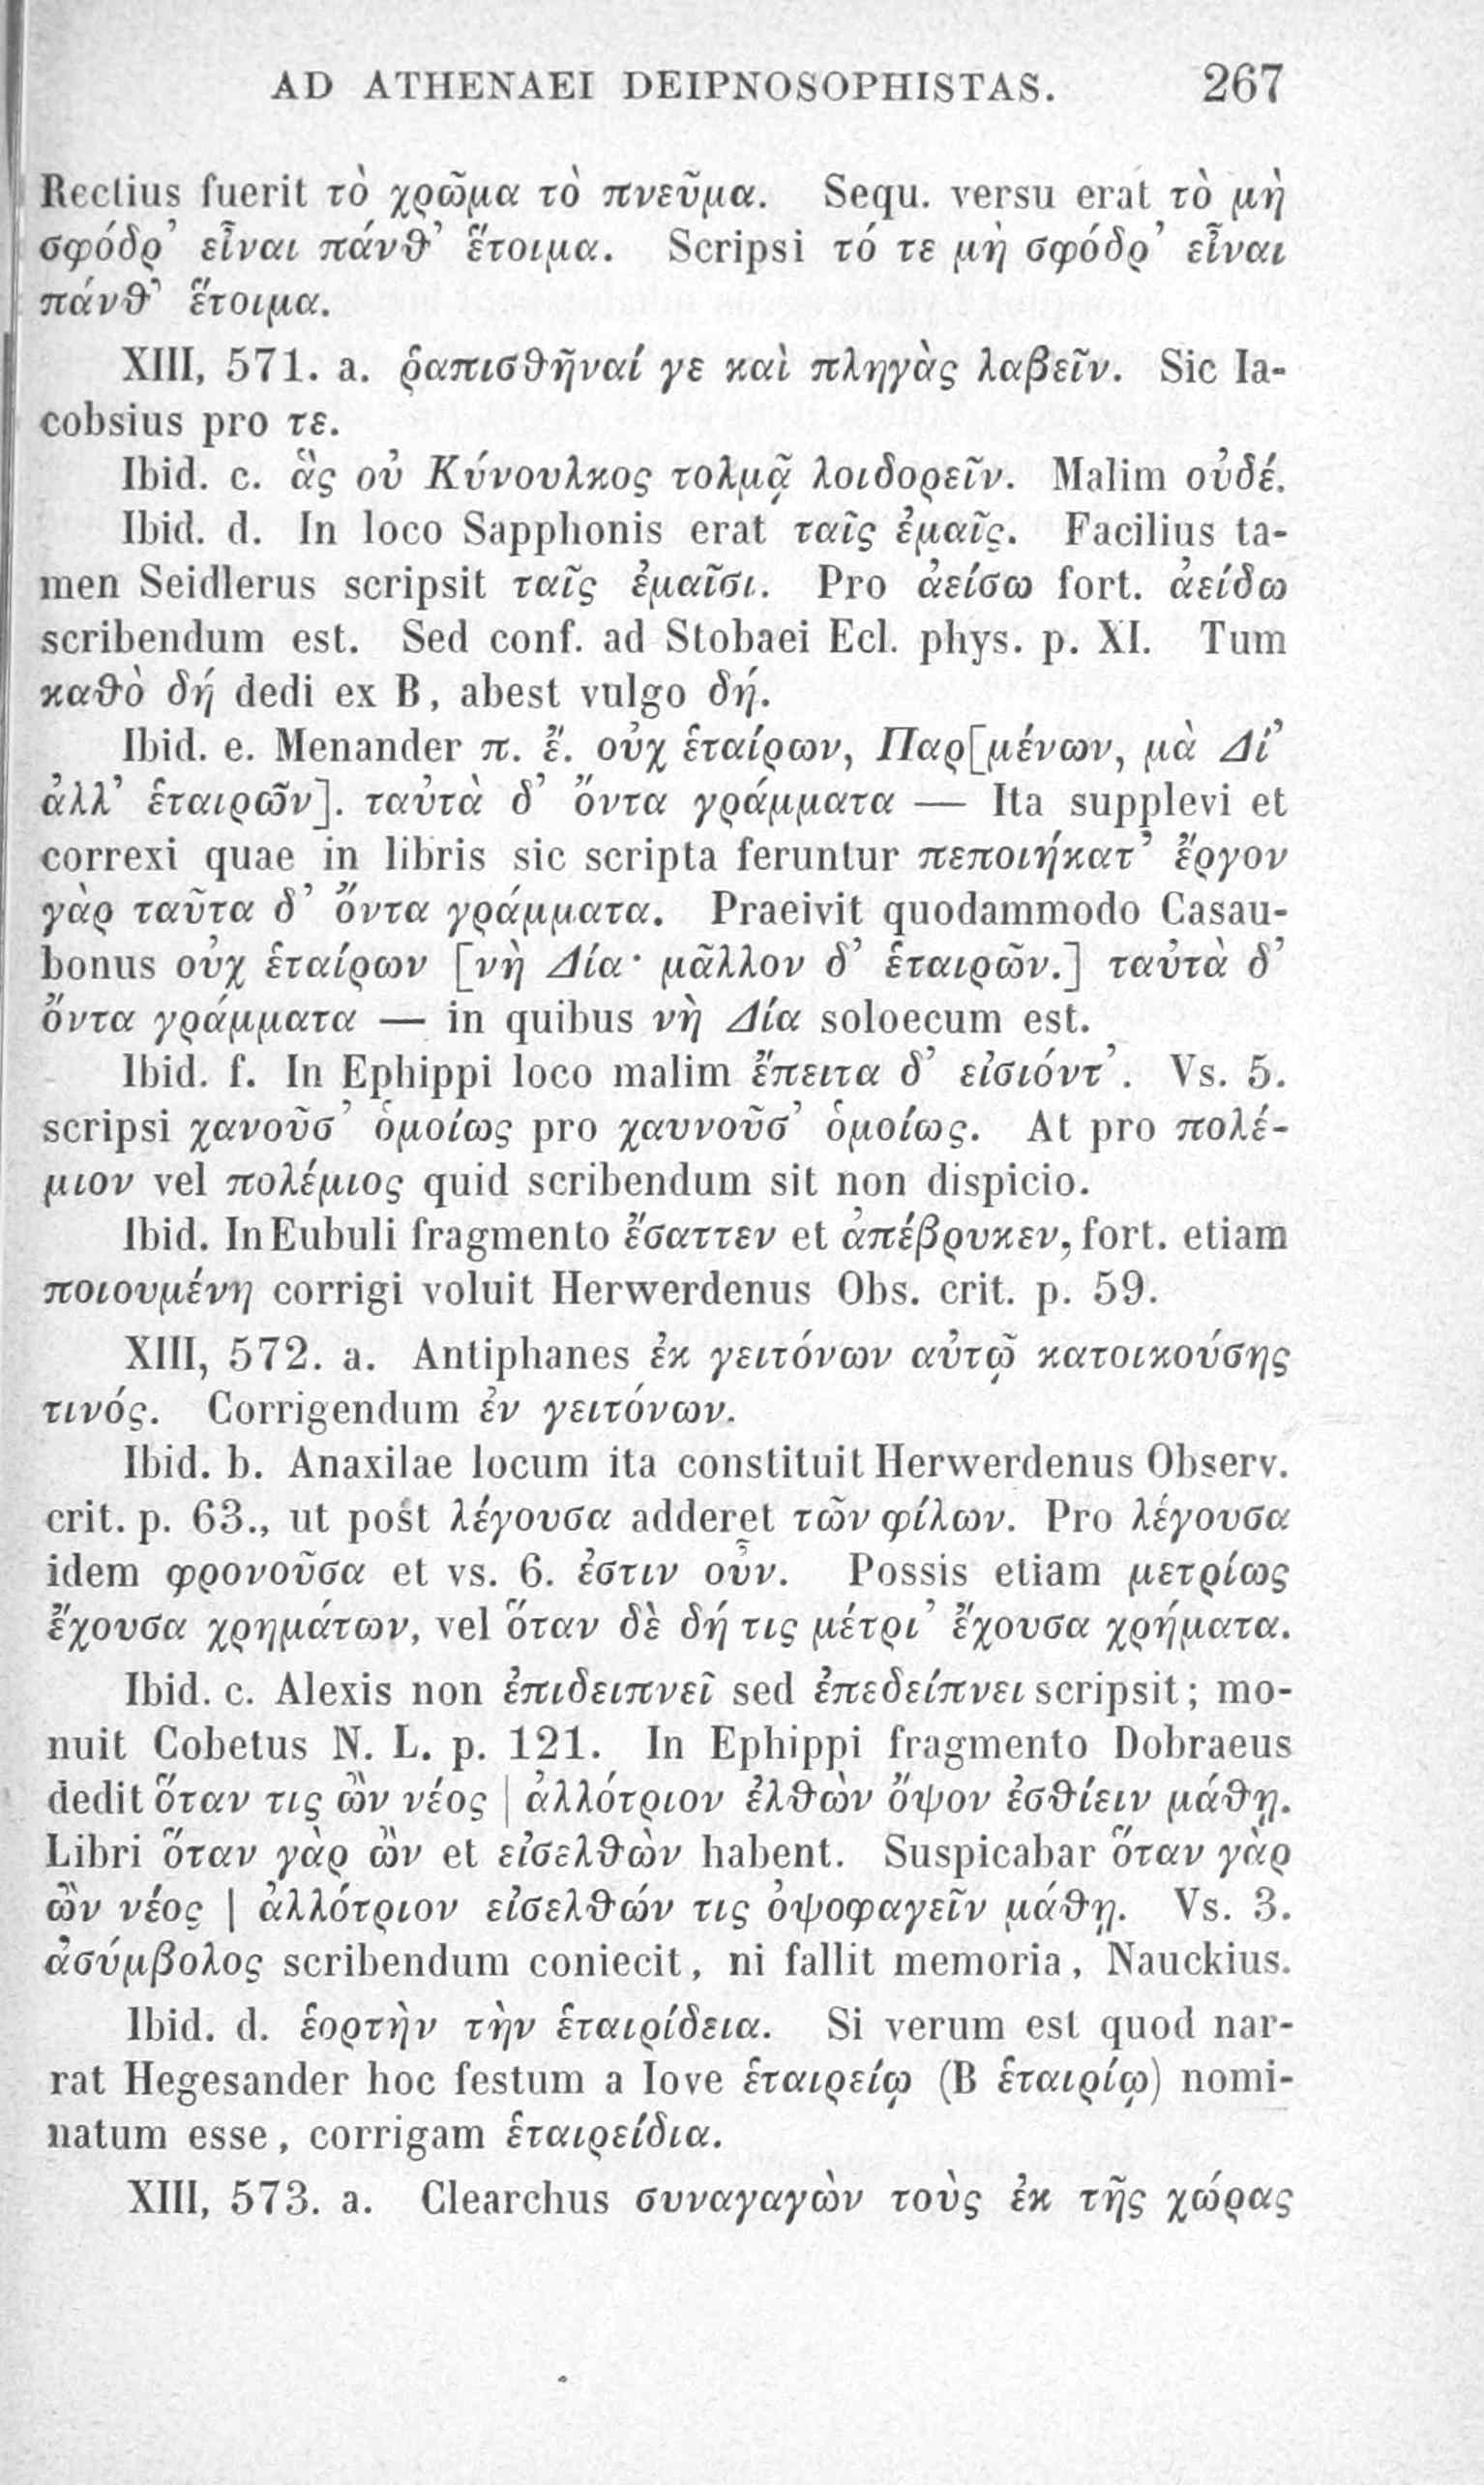 AD ATHENAEI DEIPNOSOPHISTAS. 267
Rectius fuerit τὸ χρῶμα τὸ πνεῦμα. Sequ. versu erat τὸ μὴ
σφόδρ’ εἶναι πάνθ’ ἕτοιμα. Scripsi τό τε μὴ σφόδρ’ εἶναι
πάνθ’ ἕτοιμα.
XIII, 571. a. ῥαπισθῆναί γε καὶ πληγὰς λαβεῖν. Sic Ia-
cobsius pro τε.
Ibid. c. ἃς οὐ Κύνουλκος τολμᾷ λοιδορεῖν. Malim οὐδέ.
Ibid. d. In loco Sapphonis erat ταῖς ἐμαῖς. Facilius ta-
men Seidlerus scripsit ταῖς ἐμαῖσι. Pro ἀείσω fort. ἀείδω
scribendum est. Sed conf. ad Stobaei Ecl. phys. p. XI. Tum
καθὸ δή dedi ex B, abest vulgo δή.
Ibid. e. Menander π. ἔ. οὐχ ἑταίρων, Παρ[μένων, μὰ Δί’
ἀλλ’ ἑταιρῶν]. ταὐτὰ δ’ ὄντα γράμματα — Ita supplevi et
correxi quae in libris sic scripta feruntur πεποιήκατ’ ἔργον
γὰρ ταῦτα δ’ ὄντα γράμματα. Praeivit quodammodo Casau-
bonus οὐχ ἑταίρων [νὴ Δία· μᾶλλον δ’ ἑταιρῶν.] ταὐτὰ δ’
ὄντα γράμματα — in quibus νὴ Δία soloecum est.
Ibid. f. In Ephippi loco malim ἔπειτα δ’ εἰσιόντ’. Vs. 5.
scripsi χανοῦσ’ ὁμοίως pro χαυνοῦσ’ ὁμοίως. At pro πολέ-
μιον vel πολέμιος quid scribendum sit non dispicio.
Ibid. In Eubuli fragmento ἔσαττεν et ἀπέβρυκεν, fort. etiam
ποιουμένη corrigi voluit Herwerdenus Obs. crit. p. 59.
XIII, 572. a. Antiphanes ἐκ γειτόνων αὐτῷ κατοικούσης
τινός. Corrigendum ἐν γειτόνων.
Ibid. b. Anaxilae locum ita constituit Herwerdenus Observ.
crit. p. 63., ut post λέγουσα adderet τῶν φίλων. Pro λέγουσα
idem φρονοῦσα et vs. 6. ἐστιν οὖν. Possis etiam μετρίως
ἔχουσα χρημάτων, vel ὅταν δὲ δή τις μέτρι’ ἔχουσα χρήματα.
Ibid. c. Alexis non ἐπιδειπνεῖ sed ἐπεδείπνει scripsit; mo-
nuit Cobetus N. L. p. 121. In Ephippi fragmento Dobraeus
dedit ὅταν τις ὢν νέος | ἀλλότριον ἐλθὼν ὄψον ἐσθίειν μάθῃ.
Libri ὅταν γὰρ ὢν et εἰσελθὼν habent. Suspicabar ὅταν γὰρ
ὢν νέος | ἀλλότριον εἰσελθών τις ὀψοφαγεῖν μάθῃ. Vs. 3.
ἀσύμβολος scribendum coniecit, ni fallit memoria, Nauckius.
Ibid. d. ἑορτὴν τὴν ἑταιρίδεια. Si verum est quod nar-
rat Hegesander hoc festum a Iove ἑταιρείῳ (B ἑταιρίῳ) nomi-
natum esse, corrigam ἑταιρείδια.
XIII, 573. a. Clearchus συναγαγὼν τοὺς ἐκ τῆς χώρας